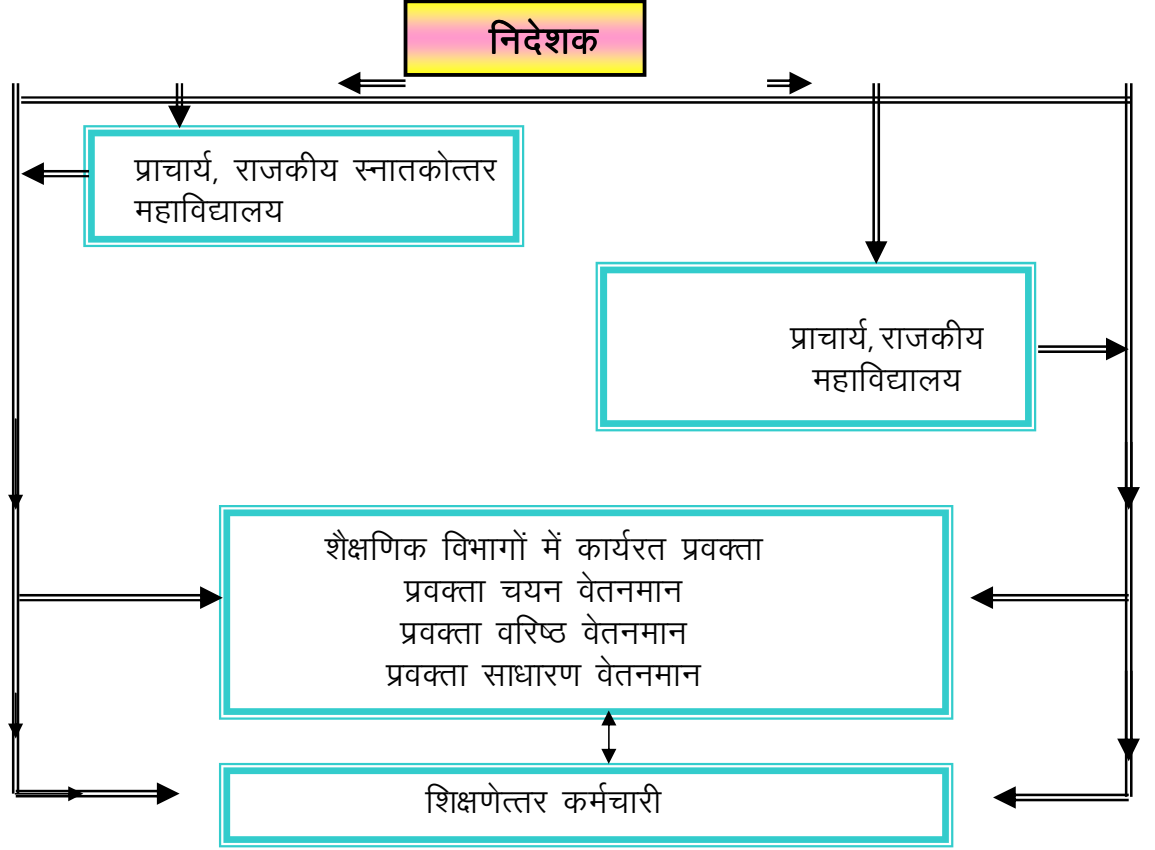 निदेशक
प्राचार्य, राजकीय स्नातकोत्तर
महाविद्यालय
प्राचार्य, राजकीय
महाविद्यालय
शैक्षणिक विभागों में कार्यरत प्रवक्ता
प्रवक्ता चयन वेतनमान
प्रवक्ता वरिष्ठ वेतनमान
प्रवक्ता साधारण वेतनमान
शिक्षणेत्तर कर्मचारी